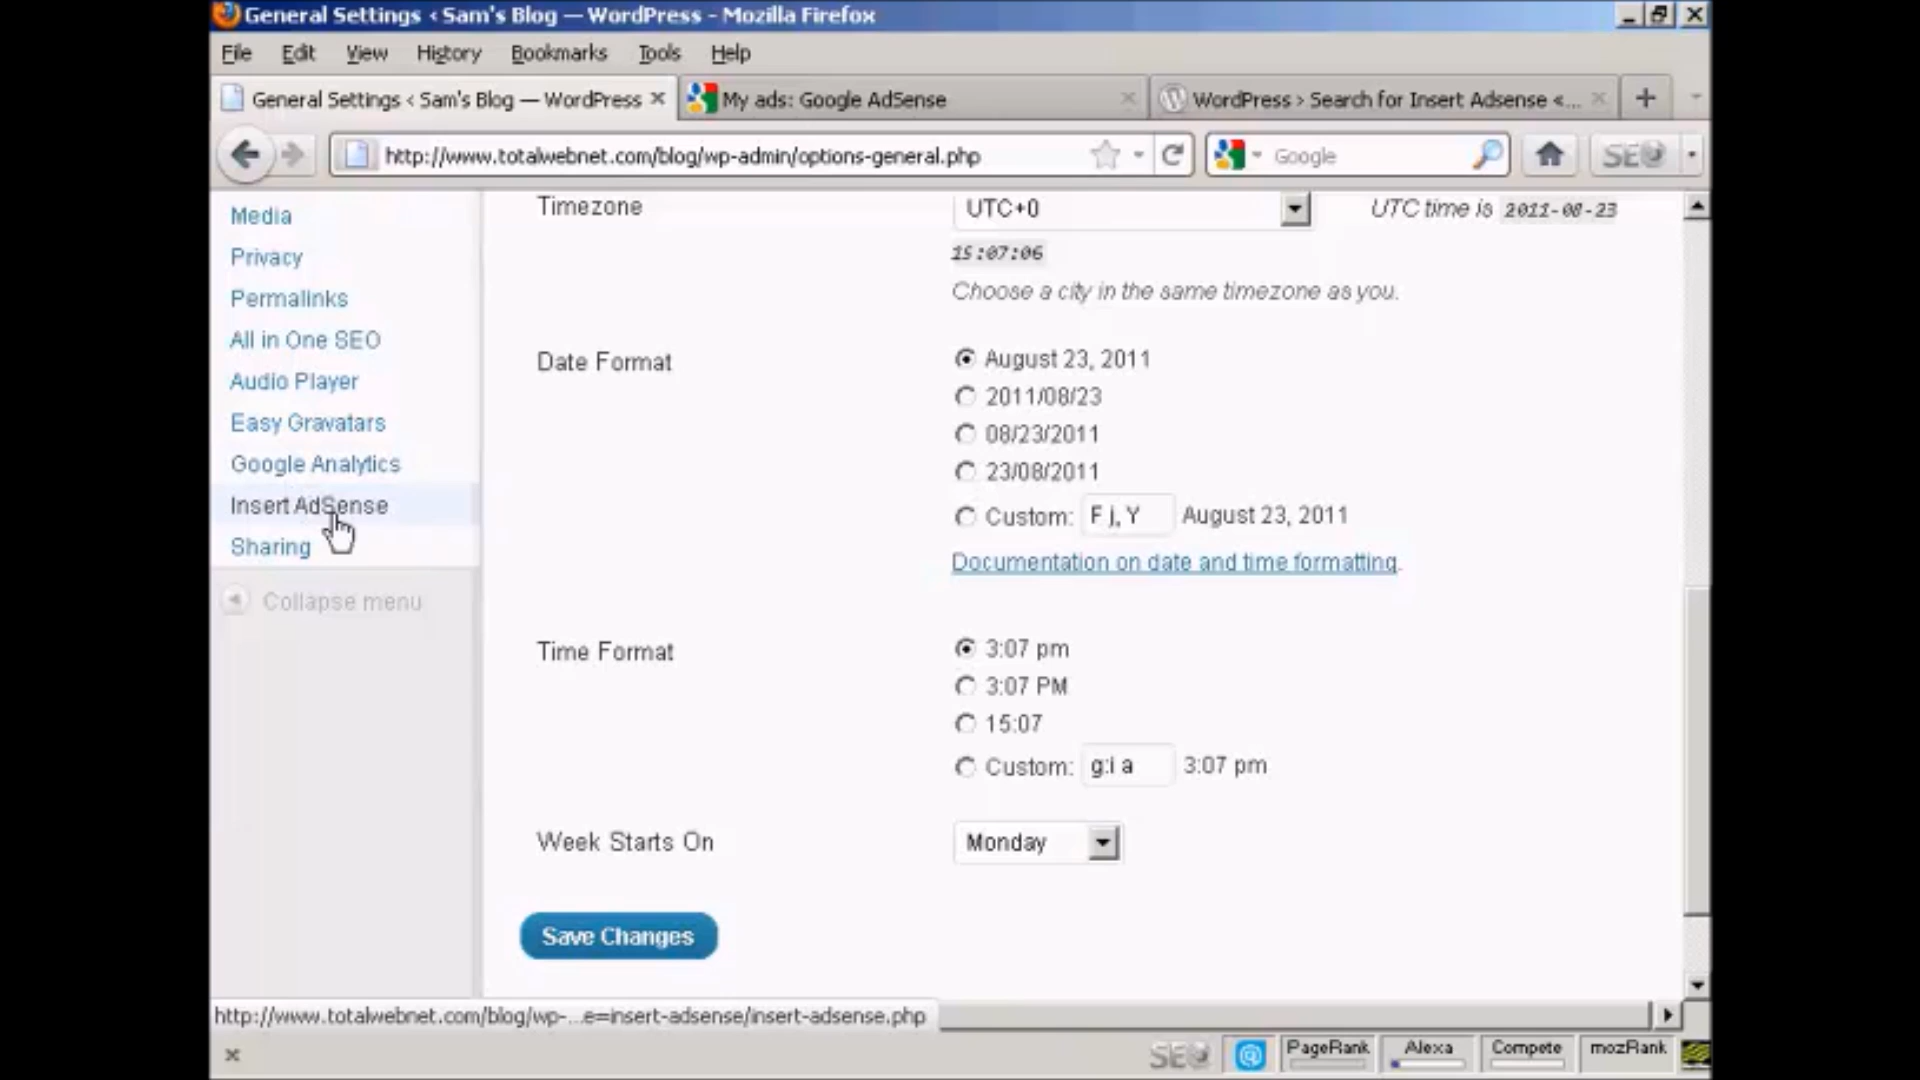 General Settings ‹ Sam's Blog — WordPress - Mozilla Firefox
File Edit View History Bookmarks Tools Help
General Settings ‹ Sam's Blog — WordPress My ads: Google AdSense WordPress › Search for Insert Adsense «...
http://www.totalwebnet.com/blog/wp-admin/options-general.php Google SEO
Media
Privacy
Permalinks
All in One SEO
Audio Player
Easy Gravatars
Google Analytics
Insert AdSense
Sharing
Collapse menu
Timezone UTC+0 UTC time is 2011-08-23
15:07:06
Choose a city in the same timezone as you.
Date Format August 23, 2011
2011/08/23
08/23/2011
23/08/2011
Custom: F j, Y August 23, 2011
Documentation on date and time formatting.
Time Format 3:07 pm
3:07 PM
15:07
Custom: g:i a 3:07 pm
Week Starts On Monday
Save Changes
http://www.totalwebnet.com/blog/wp-...e=insert-adsense/insert-adsense.php
SEO PageRank Alexa Compete mozRank